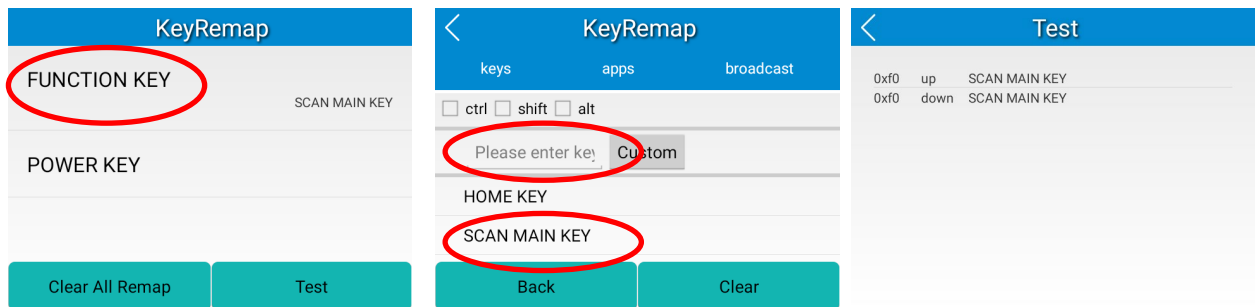 KeyRemap
FUNCTION KEY
SCAN MAIN KEY
POWER KEY
Clear All Remap
Test
KeyRemap
keys apps broadcast
ctrl shift alt
Please enter key Custom
HOME KEY
SCAN MAIN KEY
Back Clear
Test
0xf0 up SCAN MAIN KEY
0xf0 down SCAN MAIN KEY